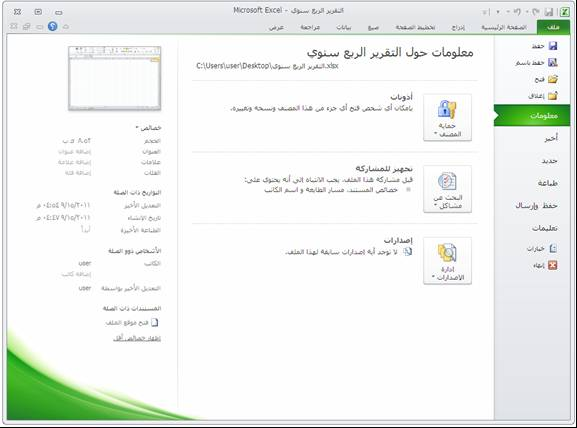 التقرير الربع سنوي - Microsoft Excel
ملف
الصفحة الرئيسية
إدراج
تخطيط الصفحة
صيغ
بيانات
مراجعة
عرض
حفظ
حفظ باسم
فتح
إغلاق
معلومات
أخير
جديد
طباعة
حفظ وإرسال
تعليمات
خيارات
إنهاء
معلومات حول التقرير الربع سنوي
C:\Users\user\Desktop\التقرير الربع سنوي.xlsx
حماية
المصنف
أذونات
بإمكان أي شخص فتح أي جزء من هذا المصنف ونسخه وتغييره.
البحث عن
مشاكل
تجهيز للمشاركة
قبل مشاركة هذا الملف، يجب الانتباه إلى أنه يحتوي على:
خصائص المستند، مسار الطابعة و اسم الكاتب
إدارة
الإصدارات
إصدارات
لا توجد أية إصدارات سابقة لهذا الملف.
خصائص
الحجم ٨،٥٢ ك.ب
العنوان إضافة عنوان
علامات إضافة علامة
الفئات إضافة فئة
التواريخ ذات الصلة
التعديل الأخير ٩/١٥/٢٠١١ ٠٤:٥٤ م
تاريخ الإنشاء ٩/١٥/٢٠١١ ٠٤:٤٧ م
الطباعة الأخيرة أبداً
الأشخاص ذوو الصلة
الكاتب user
إضافة كاتب
التعديل الأخير بواسطة user
المستندات ذات الصلة
فتح موقع الملف
إظهار خصائص أقل